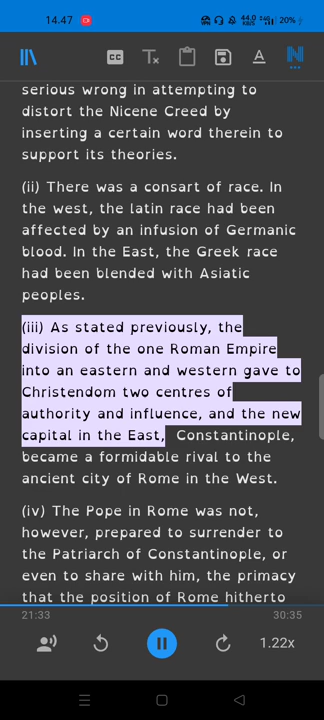 14.47 44.0 KB/s 20%
CC T× A N
serious wrong in attempting to
distort the Nicene Creed by
inserting a certain word therein to
support its theories.
(ii) There was a consart of race. In
the west, the latin race had been
affected by an infusion of Germanic
blood. In the East, the Greek race
had been blended with Asiatic
peoples.
(iii) As stated previously, the
division of the one Roman Empire
into an eastern and western gave to
Christendom two centres of
authority and influence, and the new
capital in the East, Constantinople,
became a formidable rival to the
ancient city of Rome in the West.
(iv) The Pope in Rome was not,
however, prepared to surrender to
the Patriarch of Constantinople, or
even to share with him, the primacy
that the position of Rome hitherto
21:33 30:35
1.22x